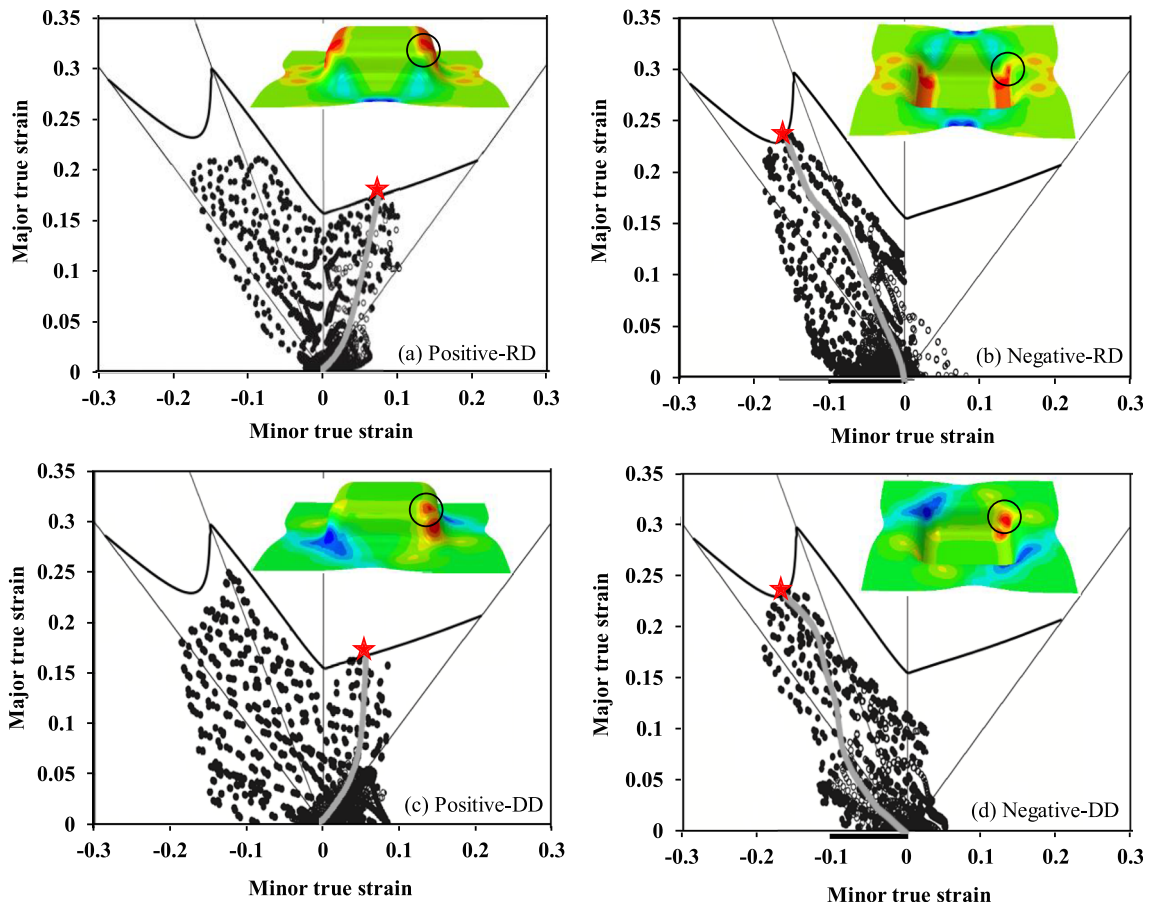 0.35
0.3
0.25
0.2
0.15
0.1
0.05
0
Major true strain
(a) Positive-RD
-0.3 -0.2 -0.1 0 0.1 0.2 0.3
Minor true strain
0.35
0.3
0.25
0.2
0.15
0.1
0.05
0
Major true strain
(b) Negative-RD
-0.3 -0.2 -0.1 0 0.1 0.2 0.3
Minor true strain
0.35
0.3
0.25
0.2
0.15
0.1
0.05
0
Major true strain
(c) Positive-DD
-0.3 -0.2 -0.1 0 0.1 0.2 0.3
Minor true strain
0.35
0.3
0.25
0.2
0.15
0.1
0.05
0
Major true strain
(d) Negative-DD
-0.3 -0.2 -0.1 0 0.1 0.2 0.3
Minor true strain